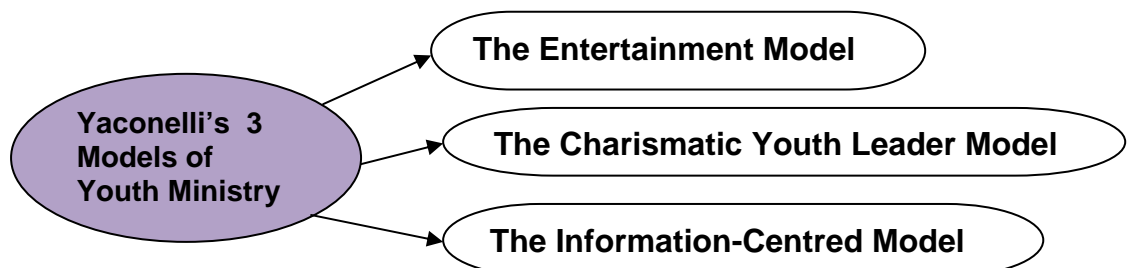 Yaconelli's 3
Models of
Youth Ministry
The Entertainment Model
The Charismatic Youth Leader Model
The Information-Centred Model